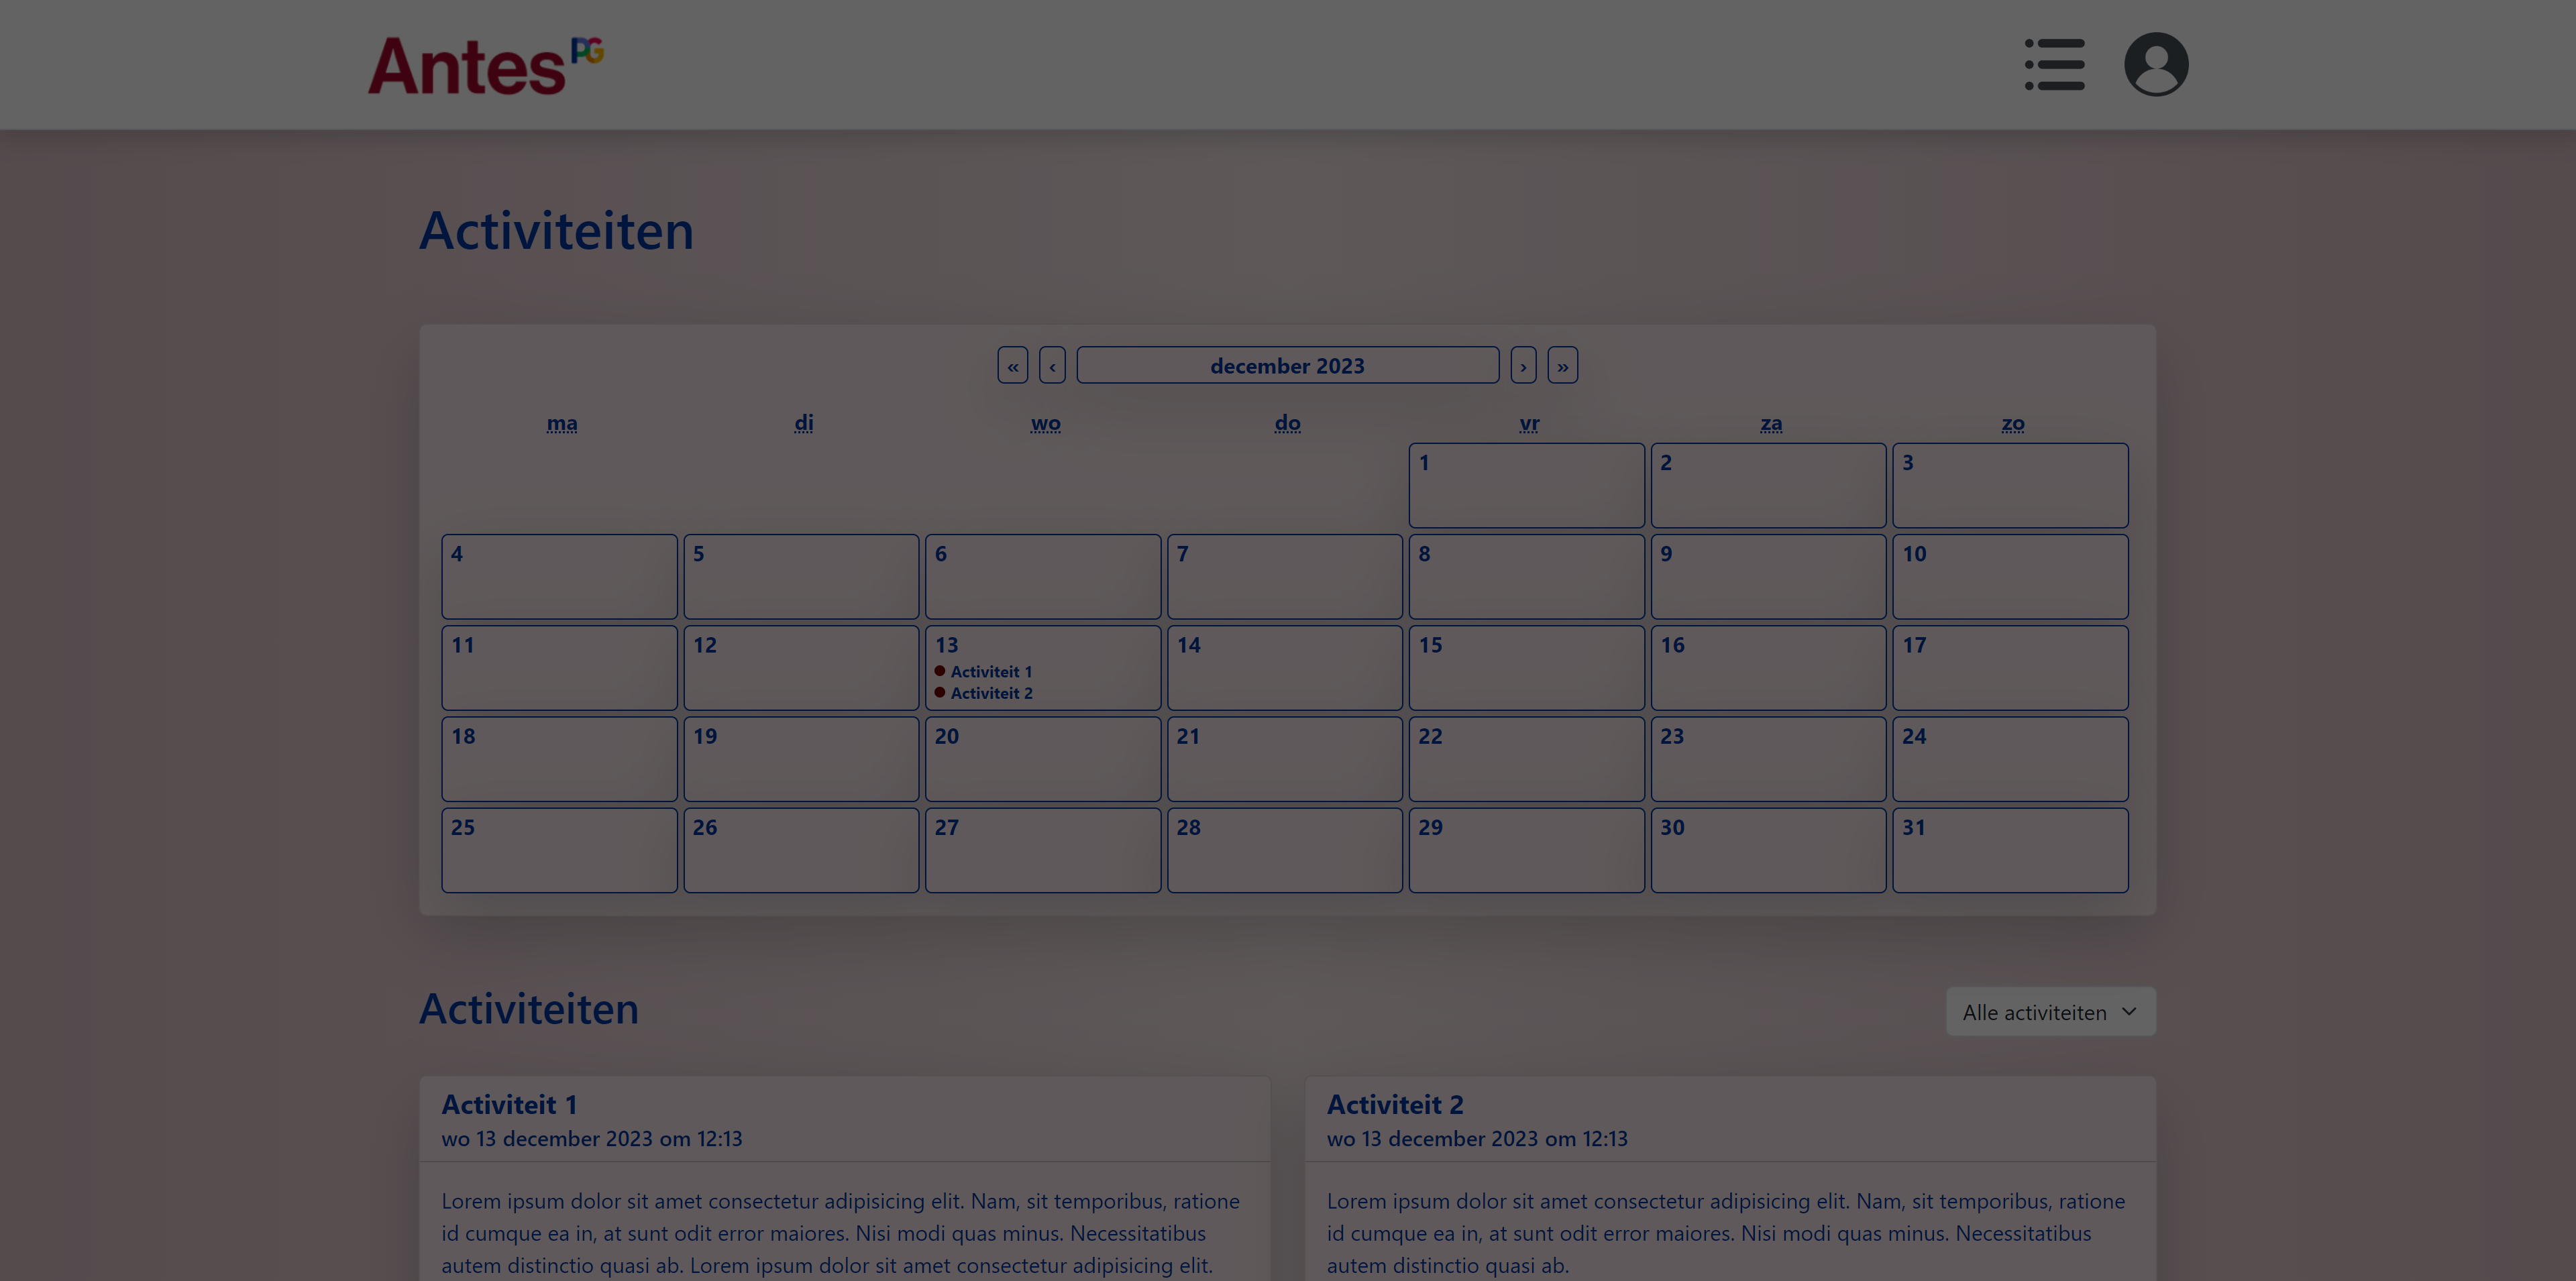 Antes PG
Activiteiten
« ‹ december 2023 › »
ma di wo do vr za zo
1 2 3
4 5 6 7 8 9 10
11 12 13 14 15 16 17
Activiteit 1
Activiteit 2
18 19 20 21 22 23 24
25 26 27 28 29 30 31
Activiteiten
Alle activiteiten
Activiteit 1
wo 13 december 2023 om 12:13
Lorem ipsum dolor sit amet consectetur adipisicing elit. Nam, sit temporibus, ratione
id cumque ea in, at sunt odit error maiores. Nisi modi quas minus. Necessitatibus
autem distinctio quasi ab. Lorem ipsum dolor sit amet consectetur adipisicing elit.
Activiteit 2
wo 13 december 2023 om 12:13
Lorem ipsum dolor sit amet consectetur adipisicing elit. Nam, sit temporibus, ratione
id cumque ea in, at sunt odit error maiores. Nisi modi quas minus. Necessitatibus
autem distinctio quasi ab.